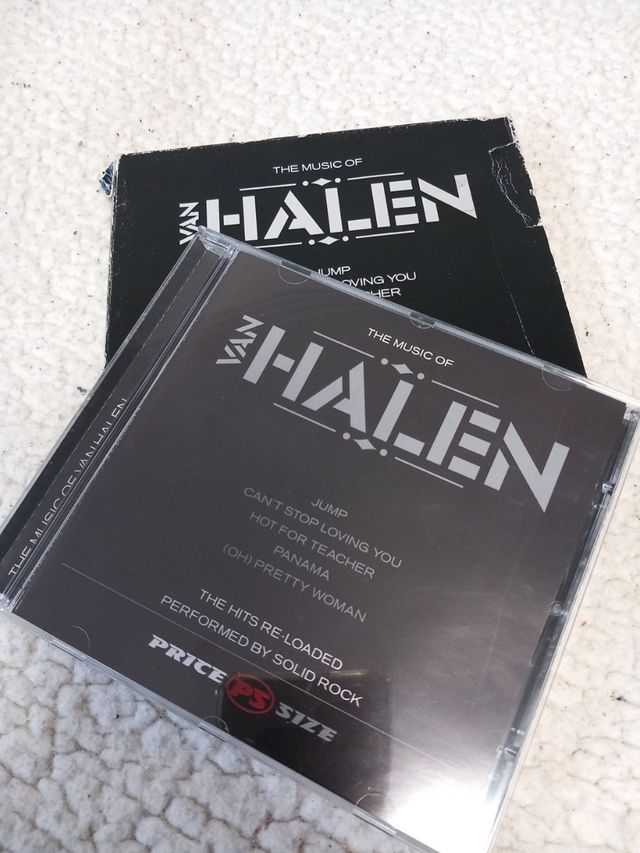 THE MUSIC OF
VAN HALEN
JUMP
LOVING YOU
THE MUSIC OF
VAN HALEN
JUMP
CAN'T STOP LOVING YOU
HOT FOR TEACHER
PANAMA
(OH) PRETTY WOMAN
THE HITS RE-LOADED
PERFORMED BY SOLID ROCK
PRICE PS SIZE
THE MUSIC OF VAN HALEN